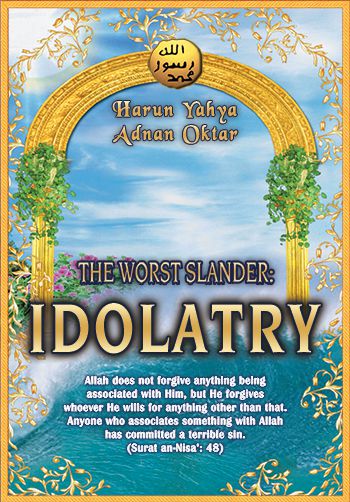 الله
رسول
محمد
Harun Yahya
Adnan Oktar
THE WORST SLANDER:
IDOLATRY
Allah does not forgive anything being
associated with Him, but He forgives
whoever He wills for anything other than that.
Anyone who associates something with Allah
has committed a terrible sin.
(Surat an-Nisa': 48)